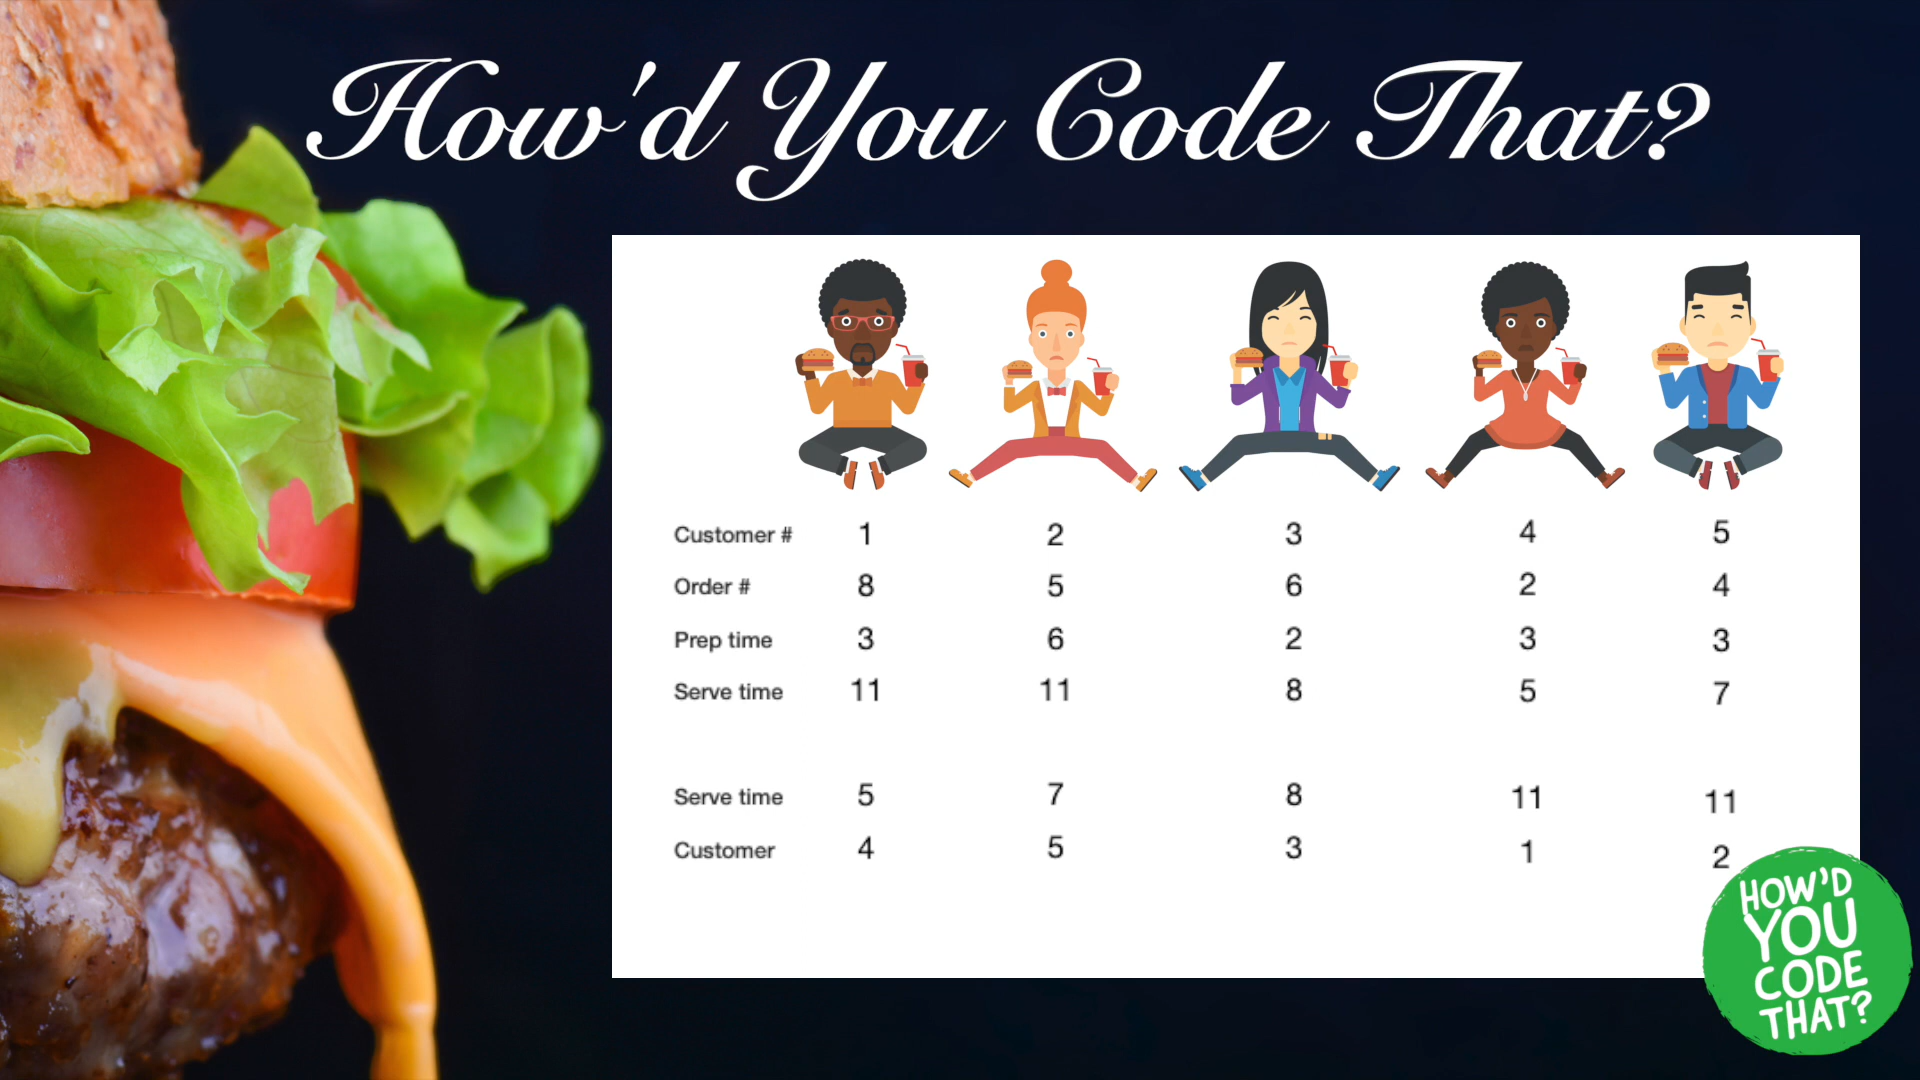 How'd You Code That?
Customer # 1 2 3 4 5
Order # 8 5 6 2 4
Prep time 3 6 2 3 3
Serve time 11 11 8 5 7
Serve time 5 7 8 11 11
Customer 4 5 3 1 2
HOW'D
YOU
CODE
THAT?